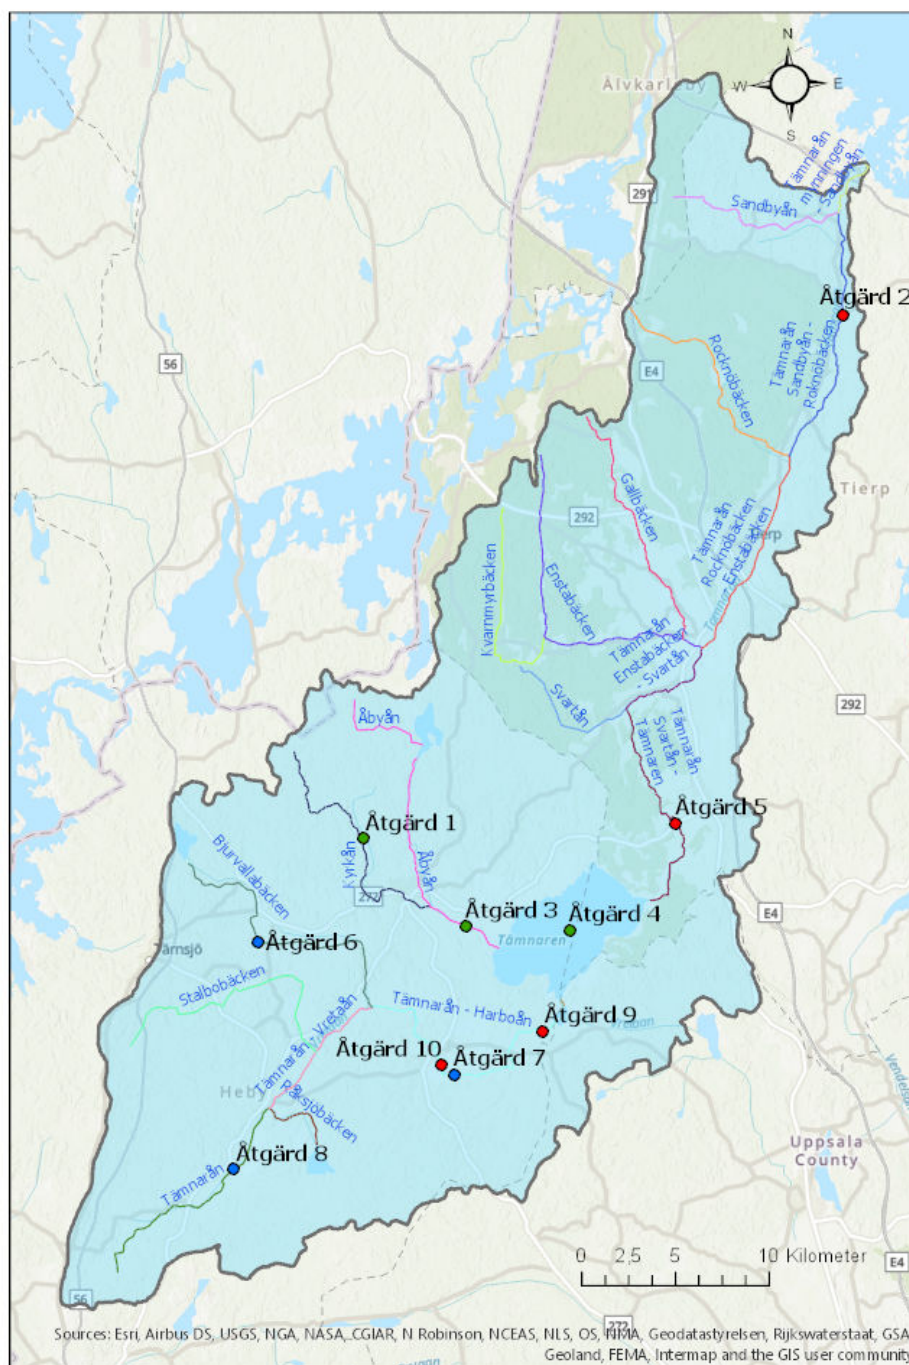 N
W
E
S
Älvkarleby
Tämnarån
mynningen
- Sandbyån
291
Sandbyån
Åtgärd 2
Tämnarån
Sandbyån -
Roknöbäcken
Rocknöbäcken
E4
56
Tierp
292
Gallbäcken
Tämnarån
Rocknöbäcken
- Enstabäcken
Enstabäcken
Kvarnmyrbäcken
Tämnarån
Enstabäcken
- Svartån
Svartån
292
Tämnarån
Svartån -
Tämnaren
Åbyån
Åtgärd 5
Åtgärd 1
Kyrkån
272
Åbyån
Bjurvallabäcken
Åtgärd 3
Åtgärd 4
E4
Tämnaren
Tärnsjö
Åtgärd 6
Stalbobäcken
Tämnarån - Harboån
Åtgärd 9
Tämnarån - Vretaån
Åtgärd 10
Åtgärd 7
Heby
Råksjöbäcken
Åtgärd 8
Tämnarån
Uppsala
County
0 2,5 5 10 Kilometer
E4
56
272
Sources: Esri, Airbus DS, USGS, NGA, NASA, CGIAR, N Robinson, NCEAS, NLS, OS, NMA, Geodatastyrelsen, Rijkswaterstaat, GSA,
Geoland, FEMA, Intermap and the GIS user community